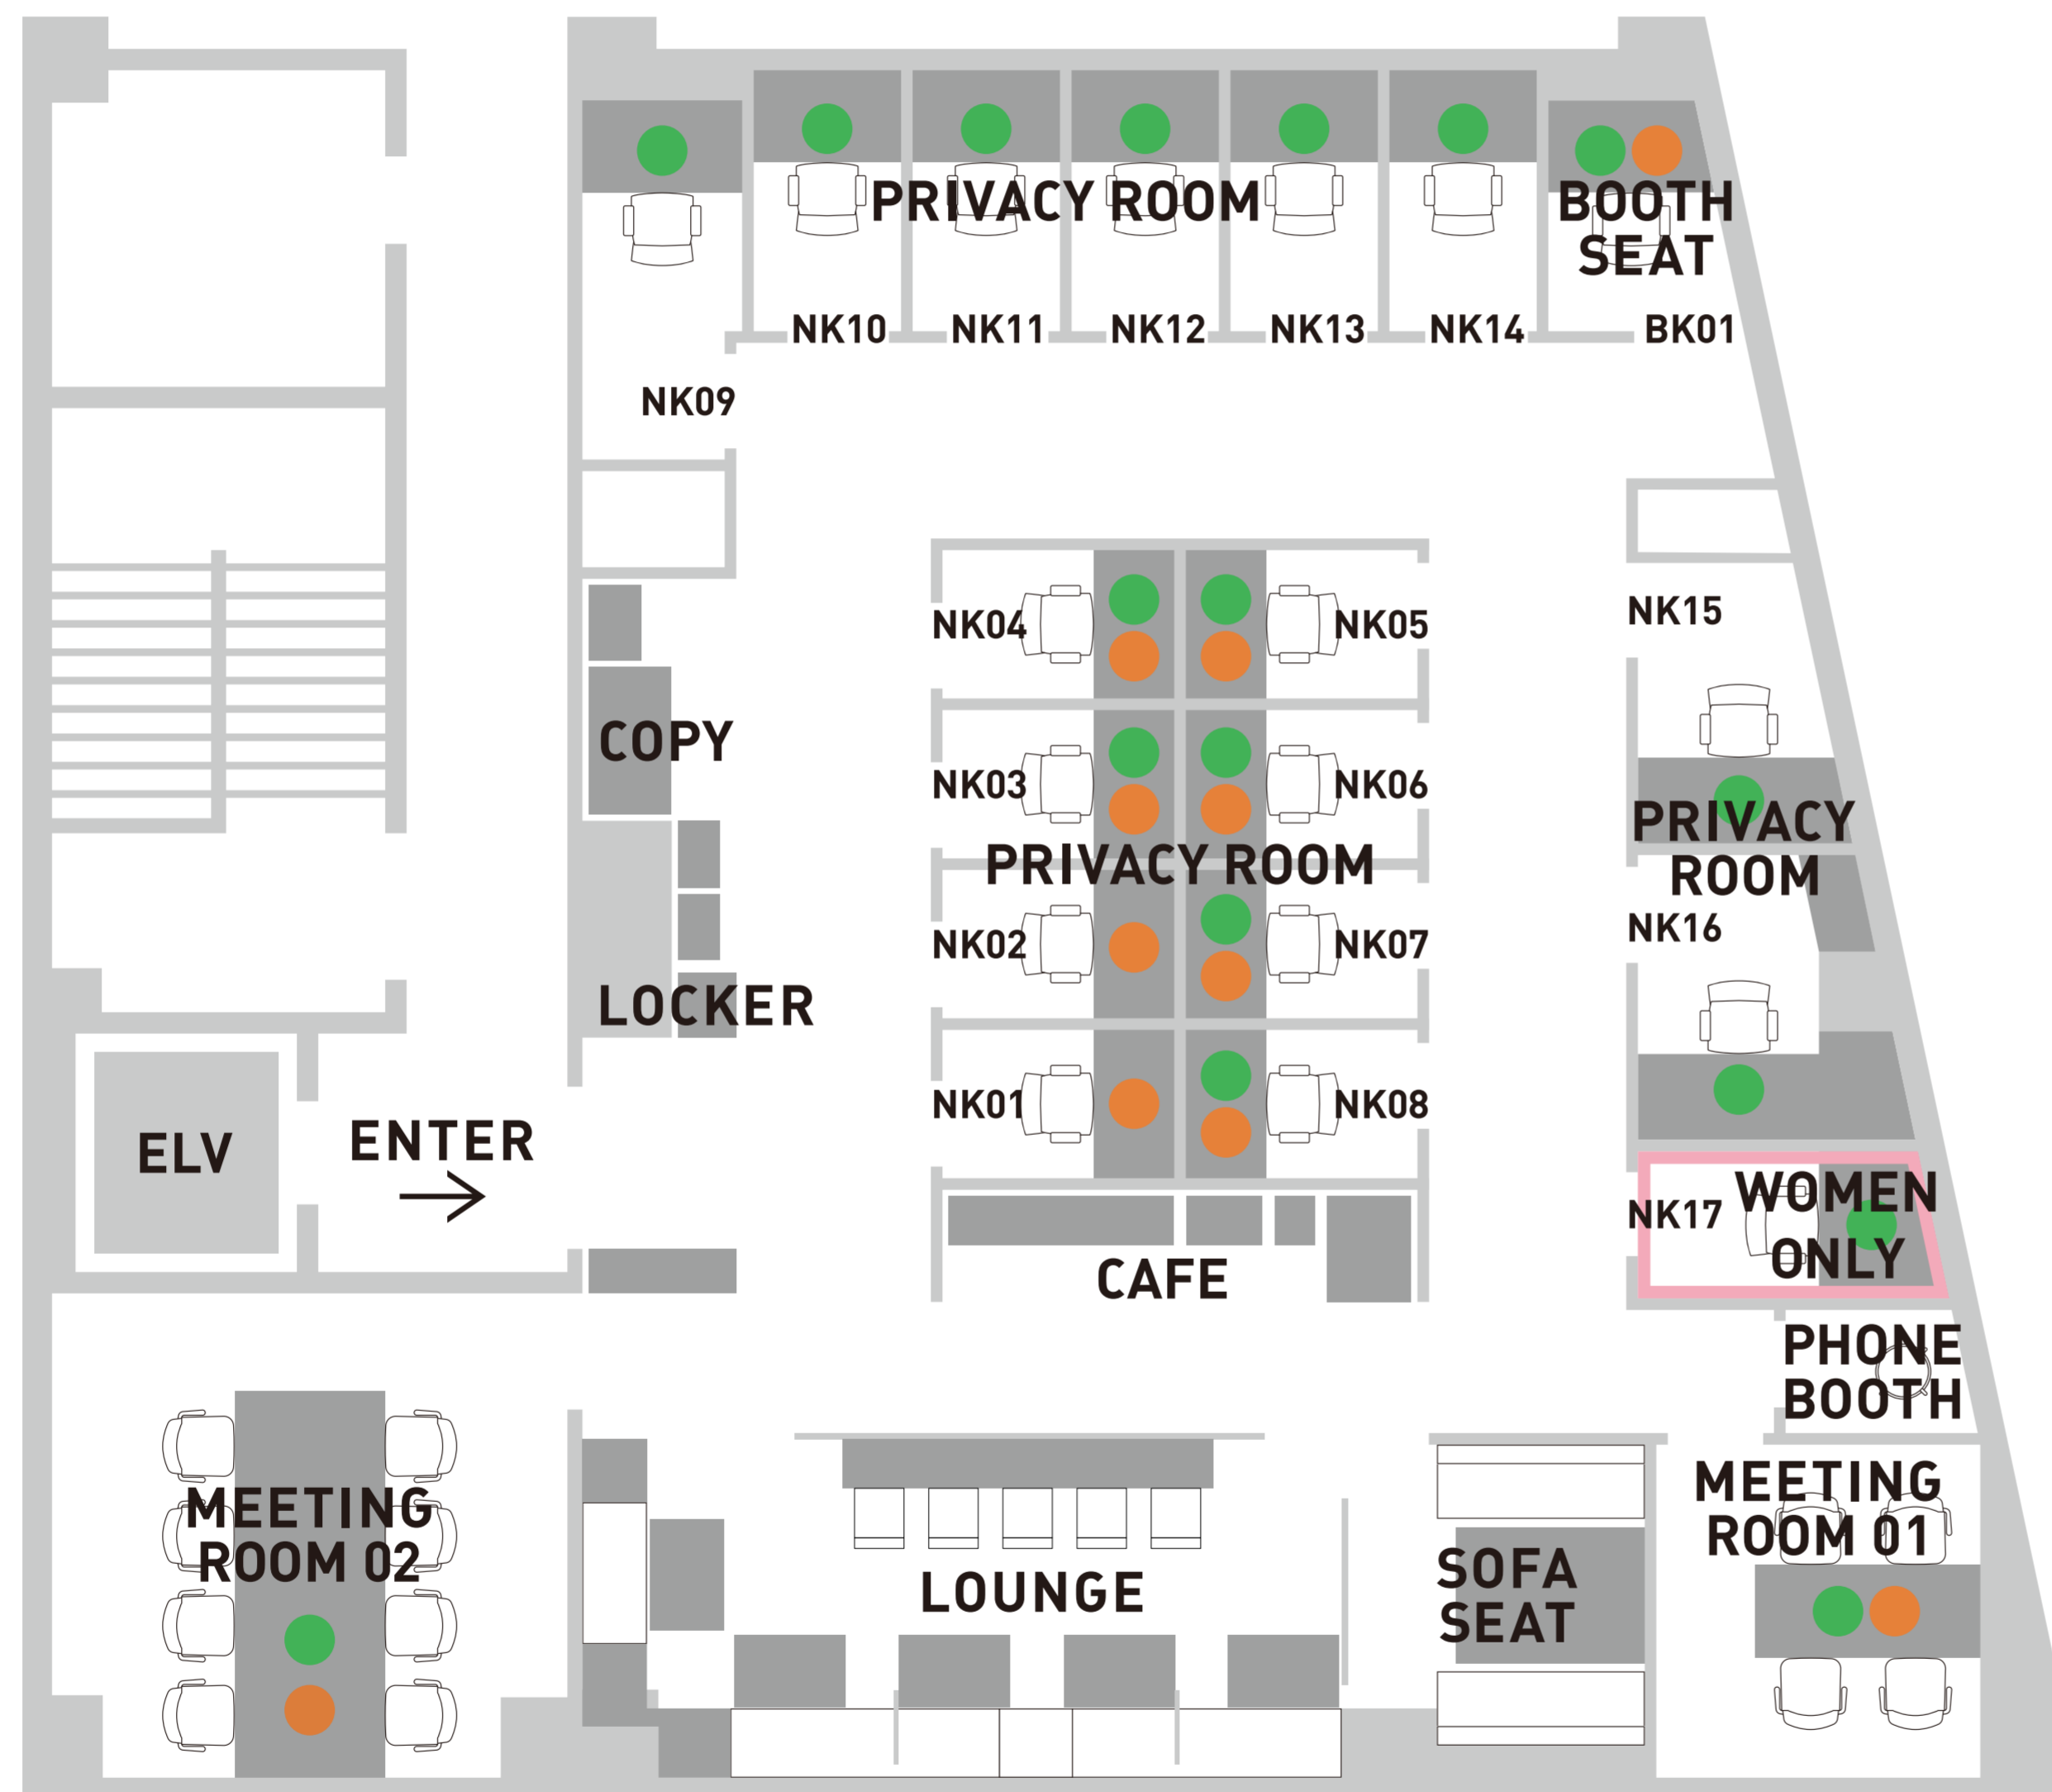 PRIVACY ROOM
BOOTH
SEAT
NK10
NK11
NK12
NK13
NK14
BK01
NK09
NK04
NK05
NK15
COPY
NK03
NK06
PRIVACY
ROOM
PRIVACY ROOM
NK02
NK07
NK16
LOCKER
NK01
NK08
ELV
ENTER
WOMEN
ONLY
NK17
CAFE
PHONE
BOOTH
MEETING
ROOM 02
LOUNGE
SOFA
SEAT
MEETING
ROOM 01